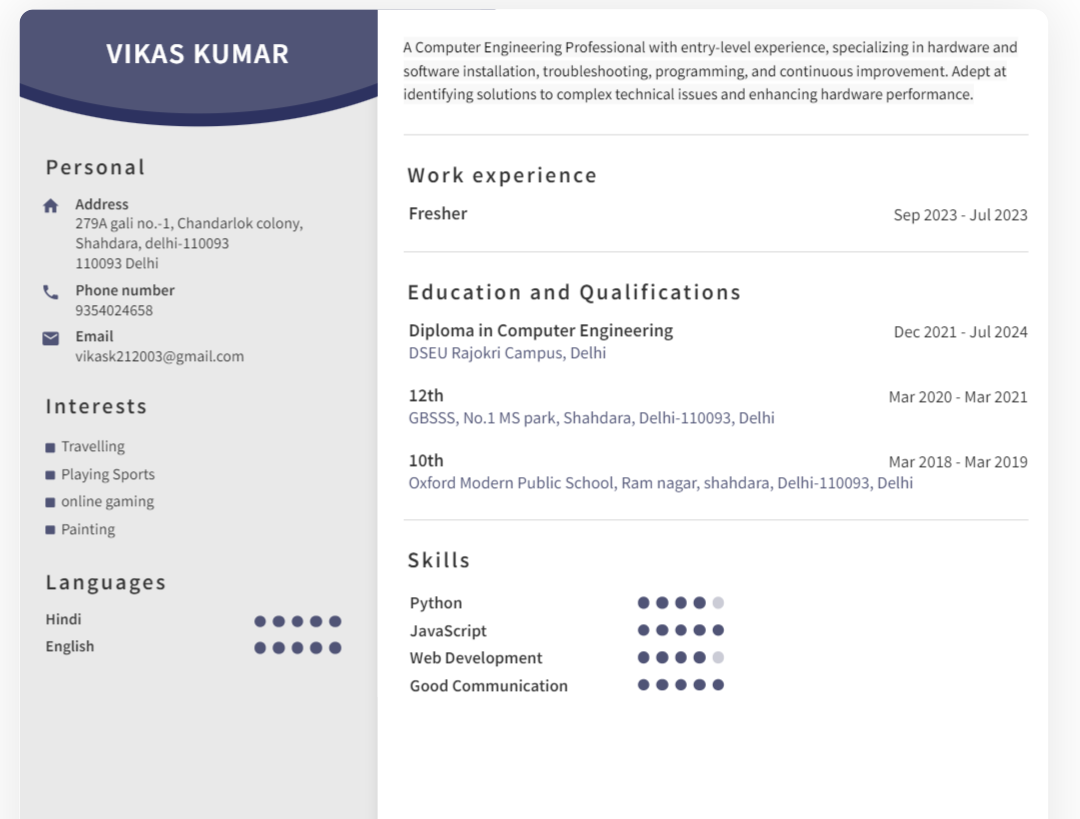 VIKAS KUMAR
Personal
Address
279A gali no.-1, Chandarlok colony,
Shahdara, delhi-110093
110093 Delhi
Phone number
9354024658
Email
vikask212003@gmail.com
Interests
Travelling
Playing Sports
online gaming
Painting
Languages
Hindi
English
A Computer Engineering Professional with entry-level experience, specializing in hardware and
software installation, troubleshooting, programming, and continuous improvement. Adept at
identifying solutions to complex technical issues and enhancing hardware performance.
Work experience
Fresher Sep 2023 - Jul 2023
Education and Qualifications
Diploma in Computer Engineering Dec 2021 - Jul 2024
DSEU Rajokri Campus, Delhi
12th Mar 2020 - Mar 2021
GBSSS, No.1 MS park, Shahdara, Delhi-110093, Delhi
10th Mar 2018 - Mar 2019
Oxford Modern Public School, Ram nagar, shahdara, Delhi-110093, Delhi
Skills
Python
JavaScript
Web Development
Good Communication